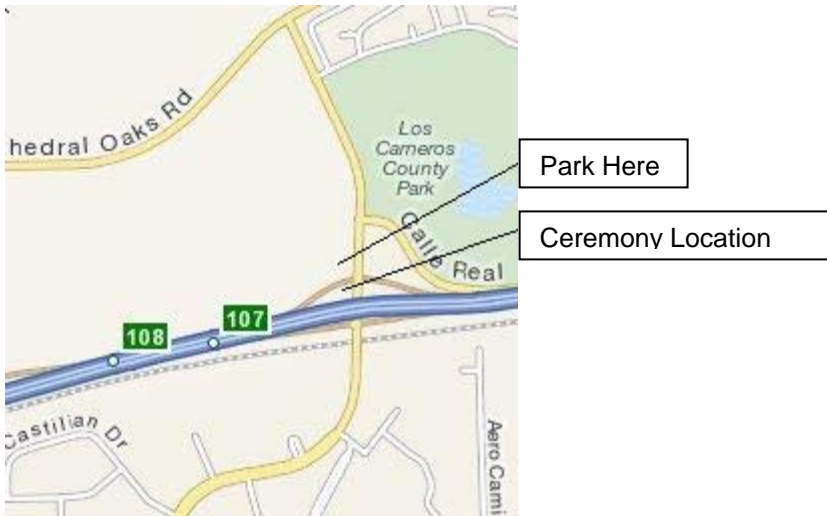 hedral Oaks Rd
Los
Carneros
County
Park
Park Here
Ceremony Location
Calle Real
107
108
Castilian Dr
Aero Cami